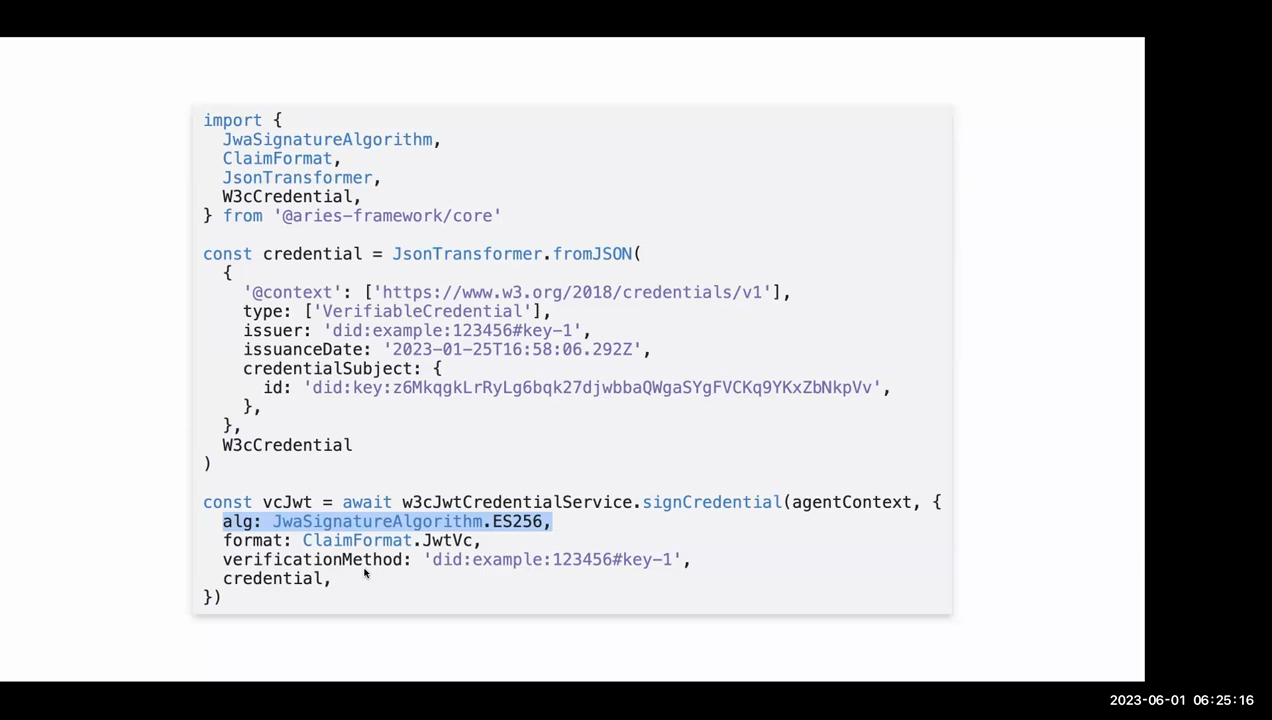 import {
  JwaSignatureAlgorithm,
  ClaimFormat,
  JsonTransformer,
  W3cCredential,
} from '@aries-framework/core'

const credential = JsonTransformer.fromJSON(
  {
    '@context': ['https://www.w3.org/2018/credentials/v1'],
    type: ['VerifiableCredential'],
    issuer: 'did:example:123456#key-1',
    issuanceDate: '2023-01-25T16:58:06.292Z',
    credentialSubject: {
      id: 'did:key:z6MkqgkLrRyLg6bqk27djwbbaQWgaSYgFVCKq9YKxZbNkpVv',
    },
  },
  W3cCredential
)

const vcJwt = await w3cJwtCredentialService.signCredential(agentContext, {
  alg: JwaSignatureAlgorithm.ES256,
  format: ClaimFormat.JwtVc,
  verificationMethod: 'did:example:123456#key-1',
  credential,
})
2023-06-01 06:25:16